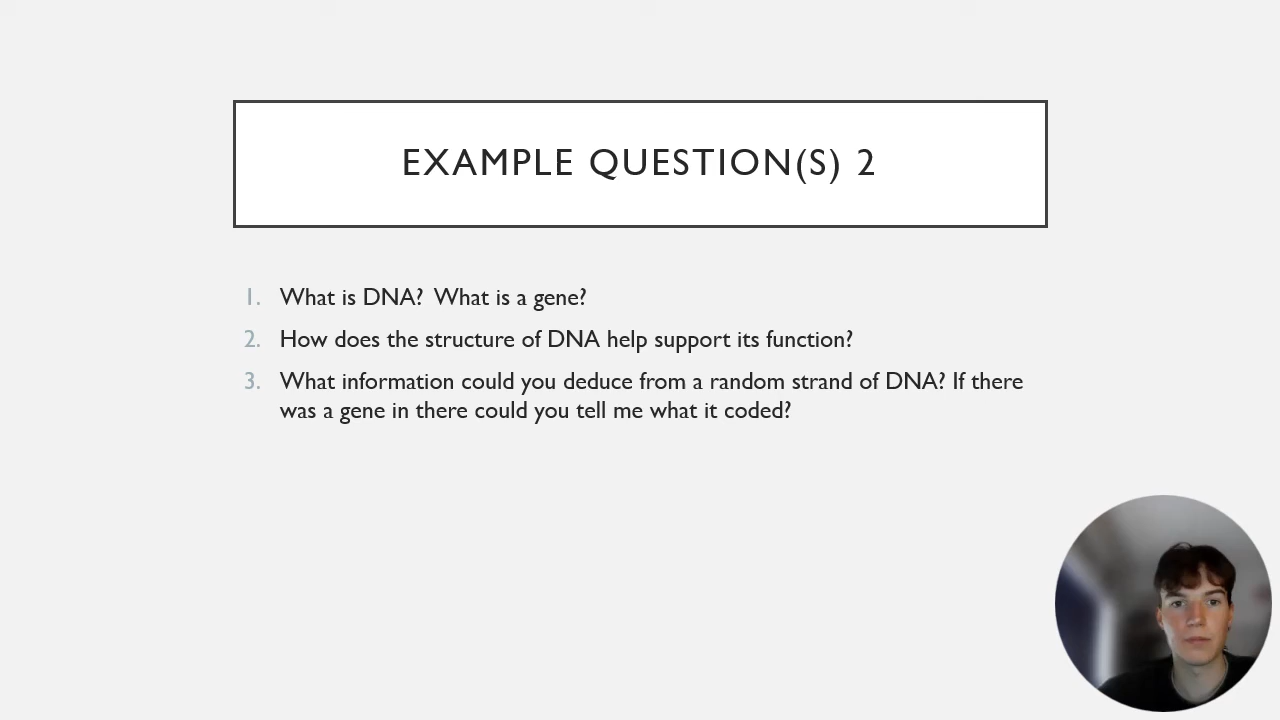 EXAMPLE QUESTION(S) 2
1. What is DNA?  What is a gene?
2. How does the structure of DNA help support its function?
3. What information could you deduce from a random strand of DNA? If there
was a gene in there could you tell me what it coded?